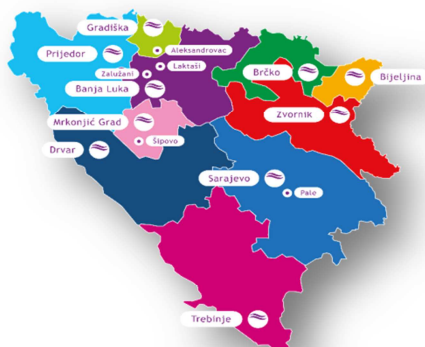 Gradiška
Aleksandrovac
Prijedor
Laktaši
Zalužani
Banja Luka
Brčko
Bijeljina
Mrkonjić Grad
Zvornik
Šipovo
Drvar
Sarajevo
Pale
Trebinje